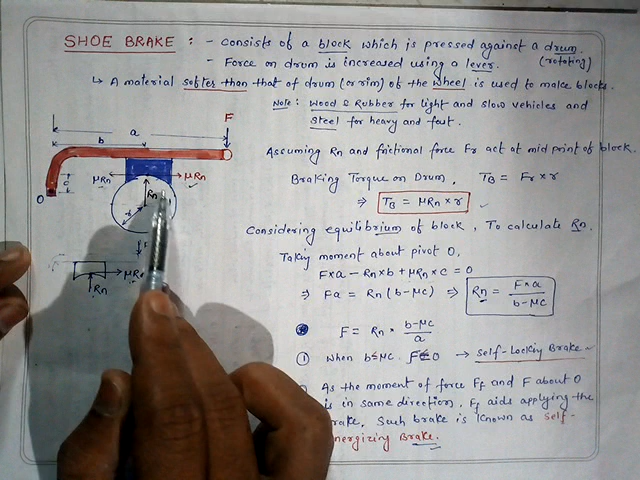 SHOE BRAKE : - Consists of a block which is pressed against a drum.
- Force on drum is increased using a lever. (rotating)
↳ A material softer than that of drum (or rim) of the wheel is used to make blocks.
Note: Wood & Rubber for light and slow vehicles and
Steel for heavy and fast.
F
a
b
c
O
μRn
μRn
Rn
r
Assuming Rn and frictional force Fr act at mid point of block.
Braking Torque on Drum, TB = Fr × r
⇒ TB = μRn × r
Considering equilibrium of block, To calculate Rn.
Taking moment about pivot O,
F×a - Rn×b + μRn × c = 0
⇒ Fa = Rn (b-μc) ⇒ Rn = F×a / b-μc
μRn
Rn
F = Rn × b-μc / a
① When b≤μc F≤0 → Self-Locking Brake
As the moment of force Ff and F about O
is in same direction, Ff aids applying the
brake, Such brake is known as self-
energizing Brake.